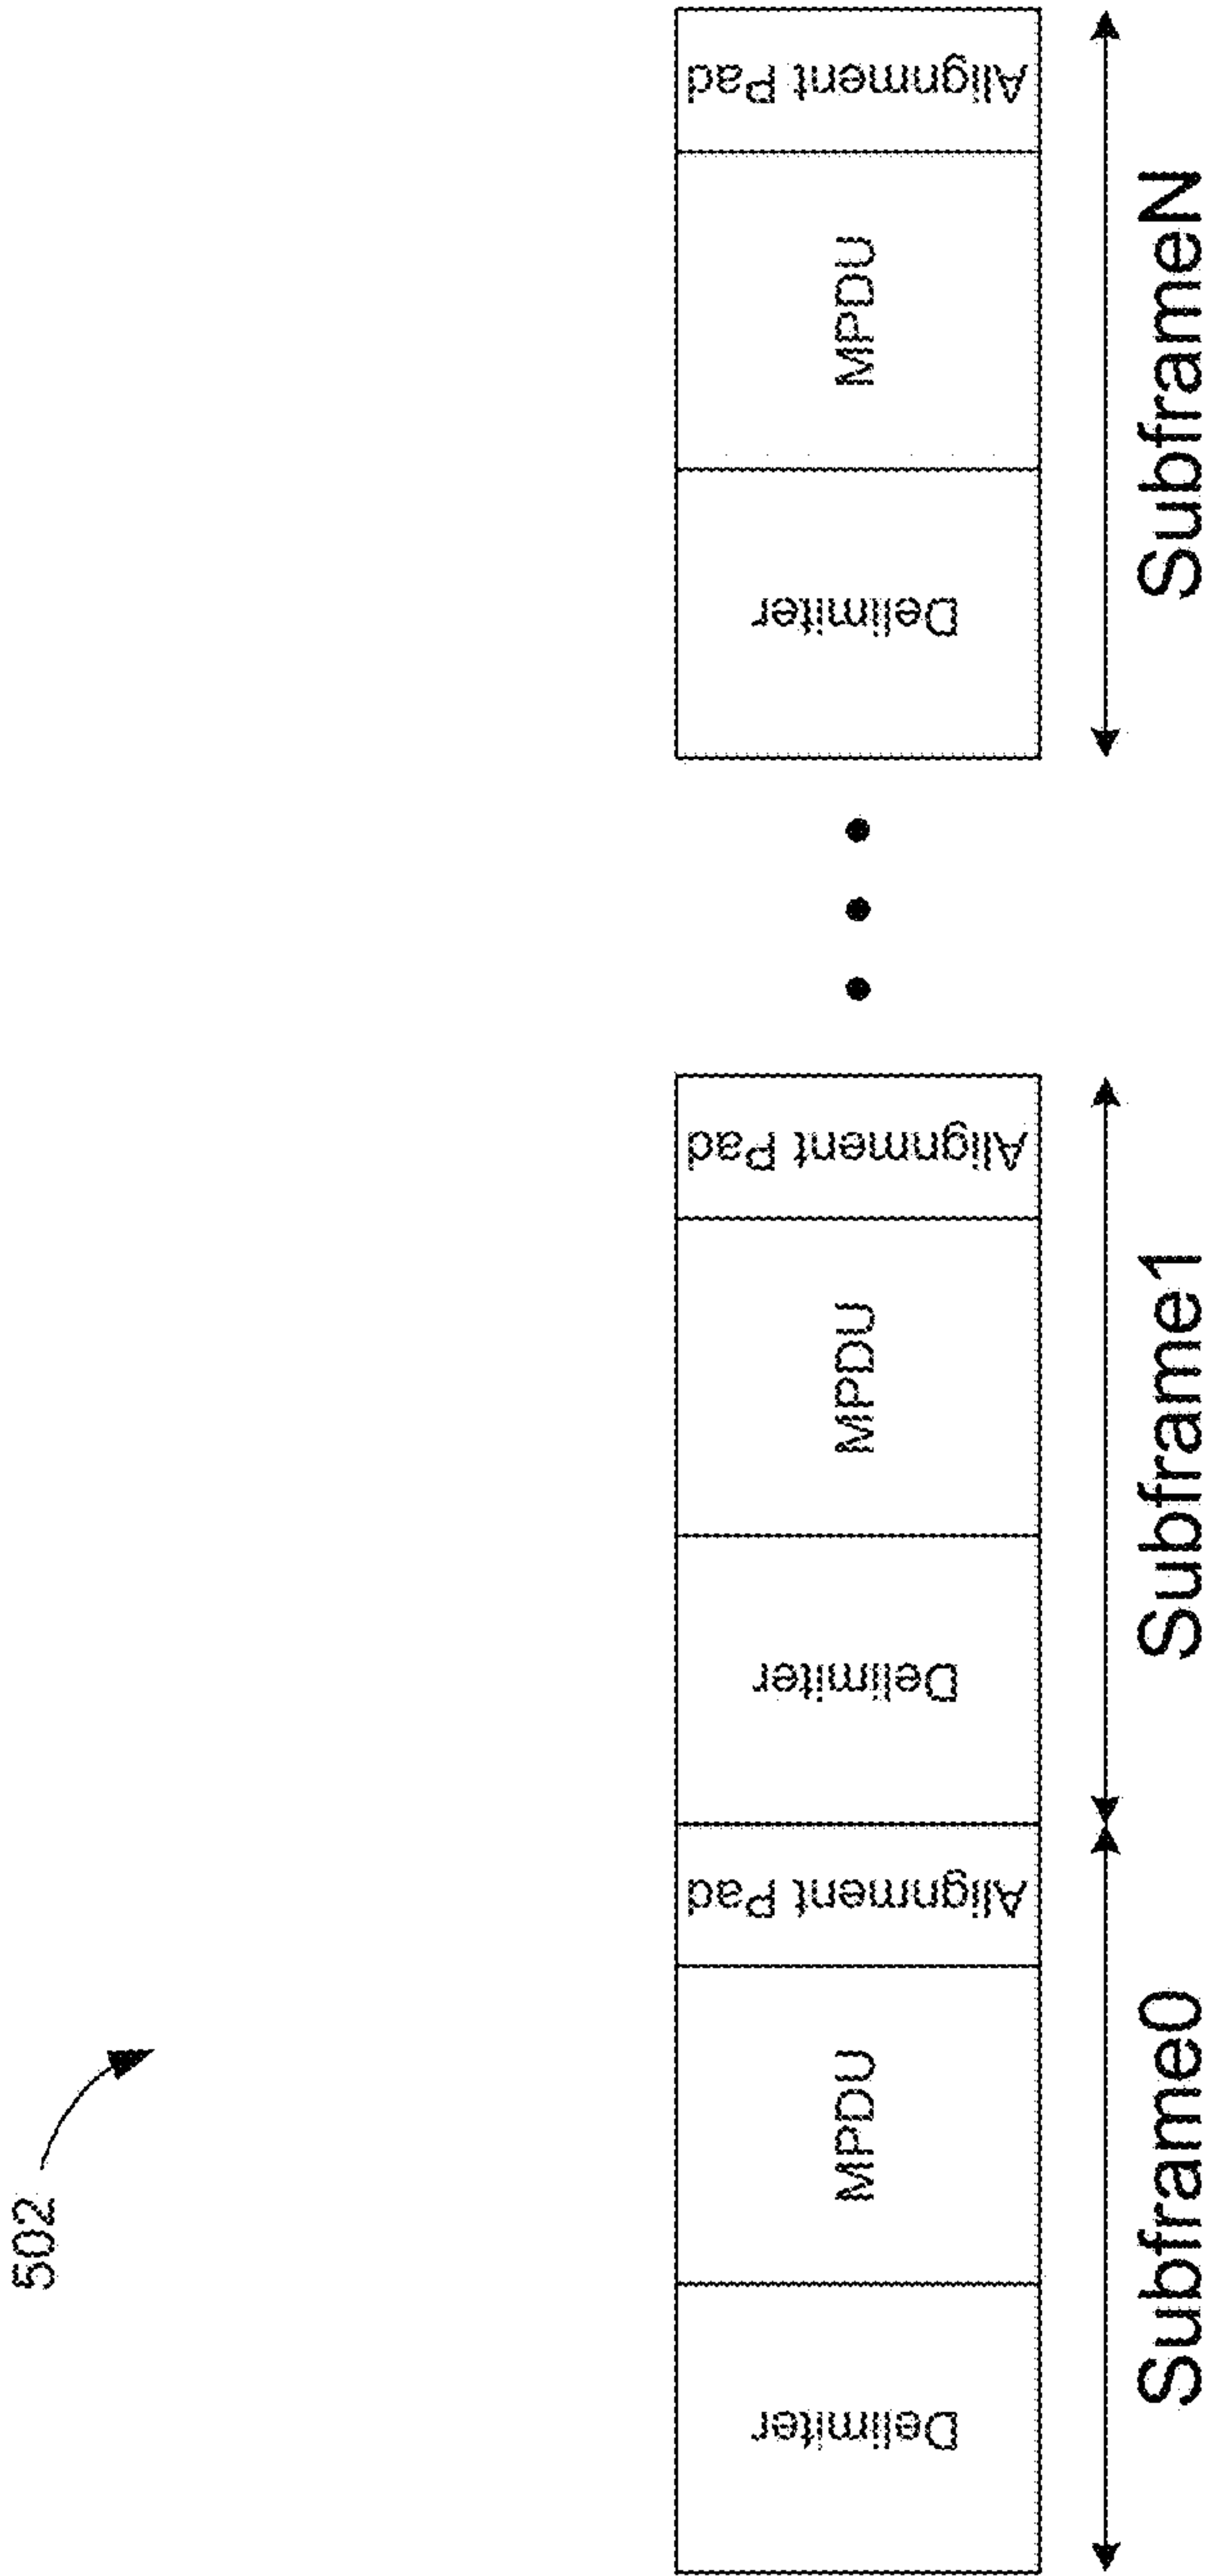 502
Delimiter
MPDU
Alignment Pad
Delimiter
MPDU
Alignment Pad
Delimiter
MPDU
Alignment Pad
Subframe0
Subframe1
SubframeN